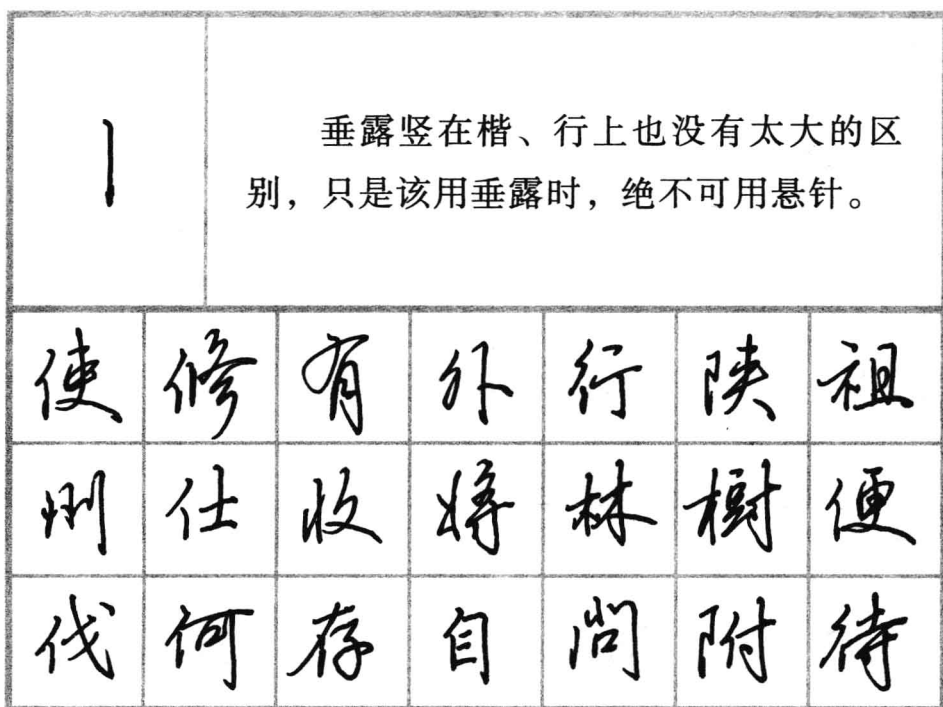 垂露竖在楷、行上也没有太大的区
别，只是该用垂露时，绝不可用悬针。
使 修 有 外 行 陕 祖
州 仕 收 将 林 樹 便
伐 何 存 自 问 附 待